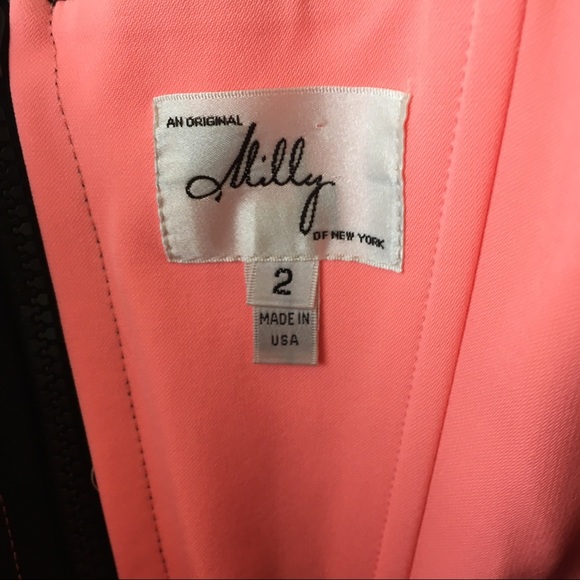 AN ORIGINAL
Milly
OF NEW YORK
2
MADE IN
USA